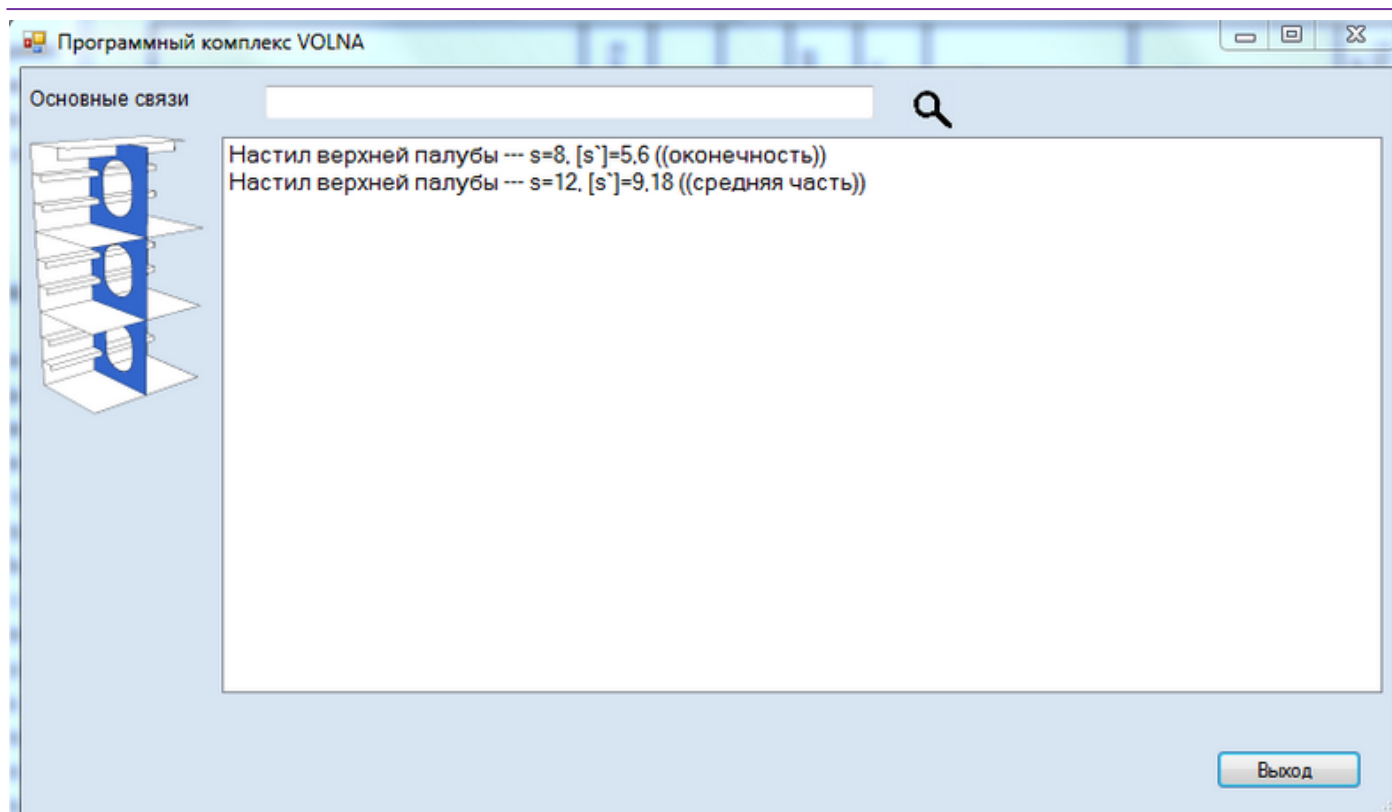 Программный комплекс VOLNA
Основные связи
Настил верхней палубы --- s=8, [s`]=5,6 ((оконечность))
Настил верхней палубы --- s=12, [s`]=9,18 ((средняя часть))
Выход